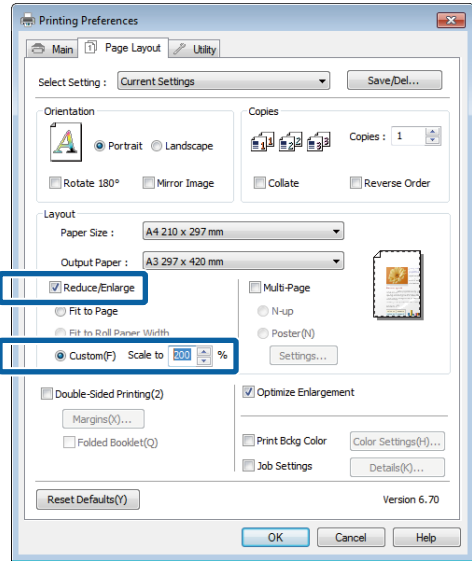 Printing Preferences
Main Page Layout Utility
Select Setting : Current Settings Save/Del...
Orientation Copies
Portrait Landscape Copies : 1
Rotate 180° Mirror Image Collate Reverse Order
Layout
Paper Size : A4 210 x 297 mm
Output Paper : A3 297 x 420 mm
Reduce/Enlarge Multi-Page
Fit to Page N-up
Fit to Roll Paper Width Poster(N)
Custom(F) Scale to 200 % Settings...
Double-Sided Printing(2) Optimize Enlargement
Margins(X)...
Folded Booklet(Q) Print Bckg Color Color Settings(H)...
Job Settings Details(K)...
Reset Defaults(Y) Version 6.70
OK Cancel Help